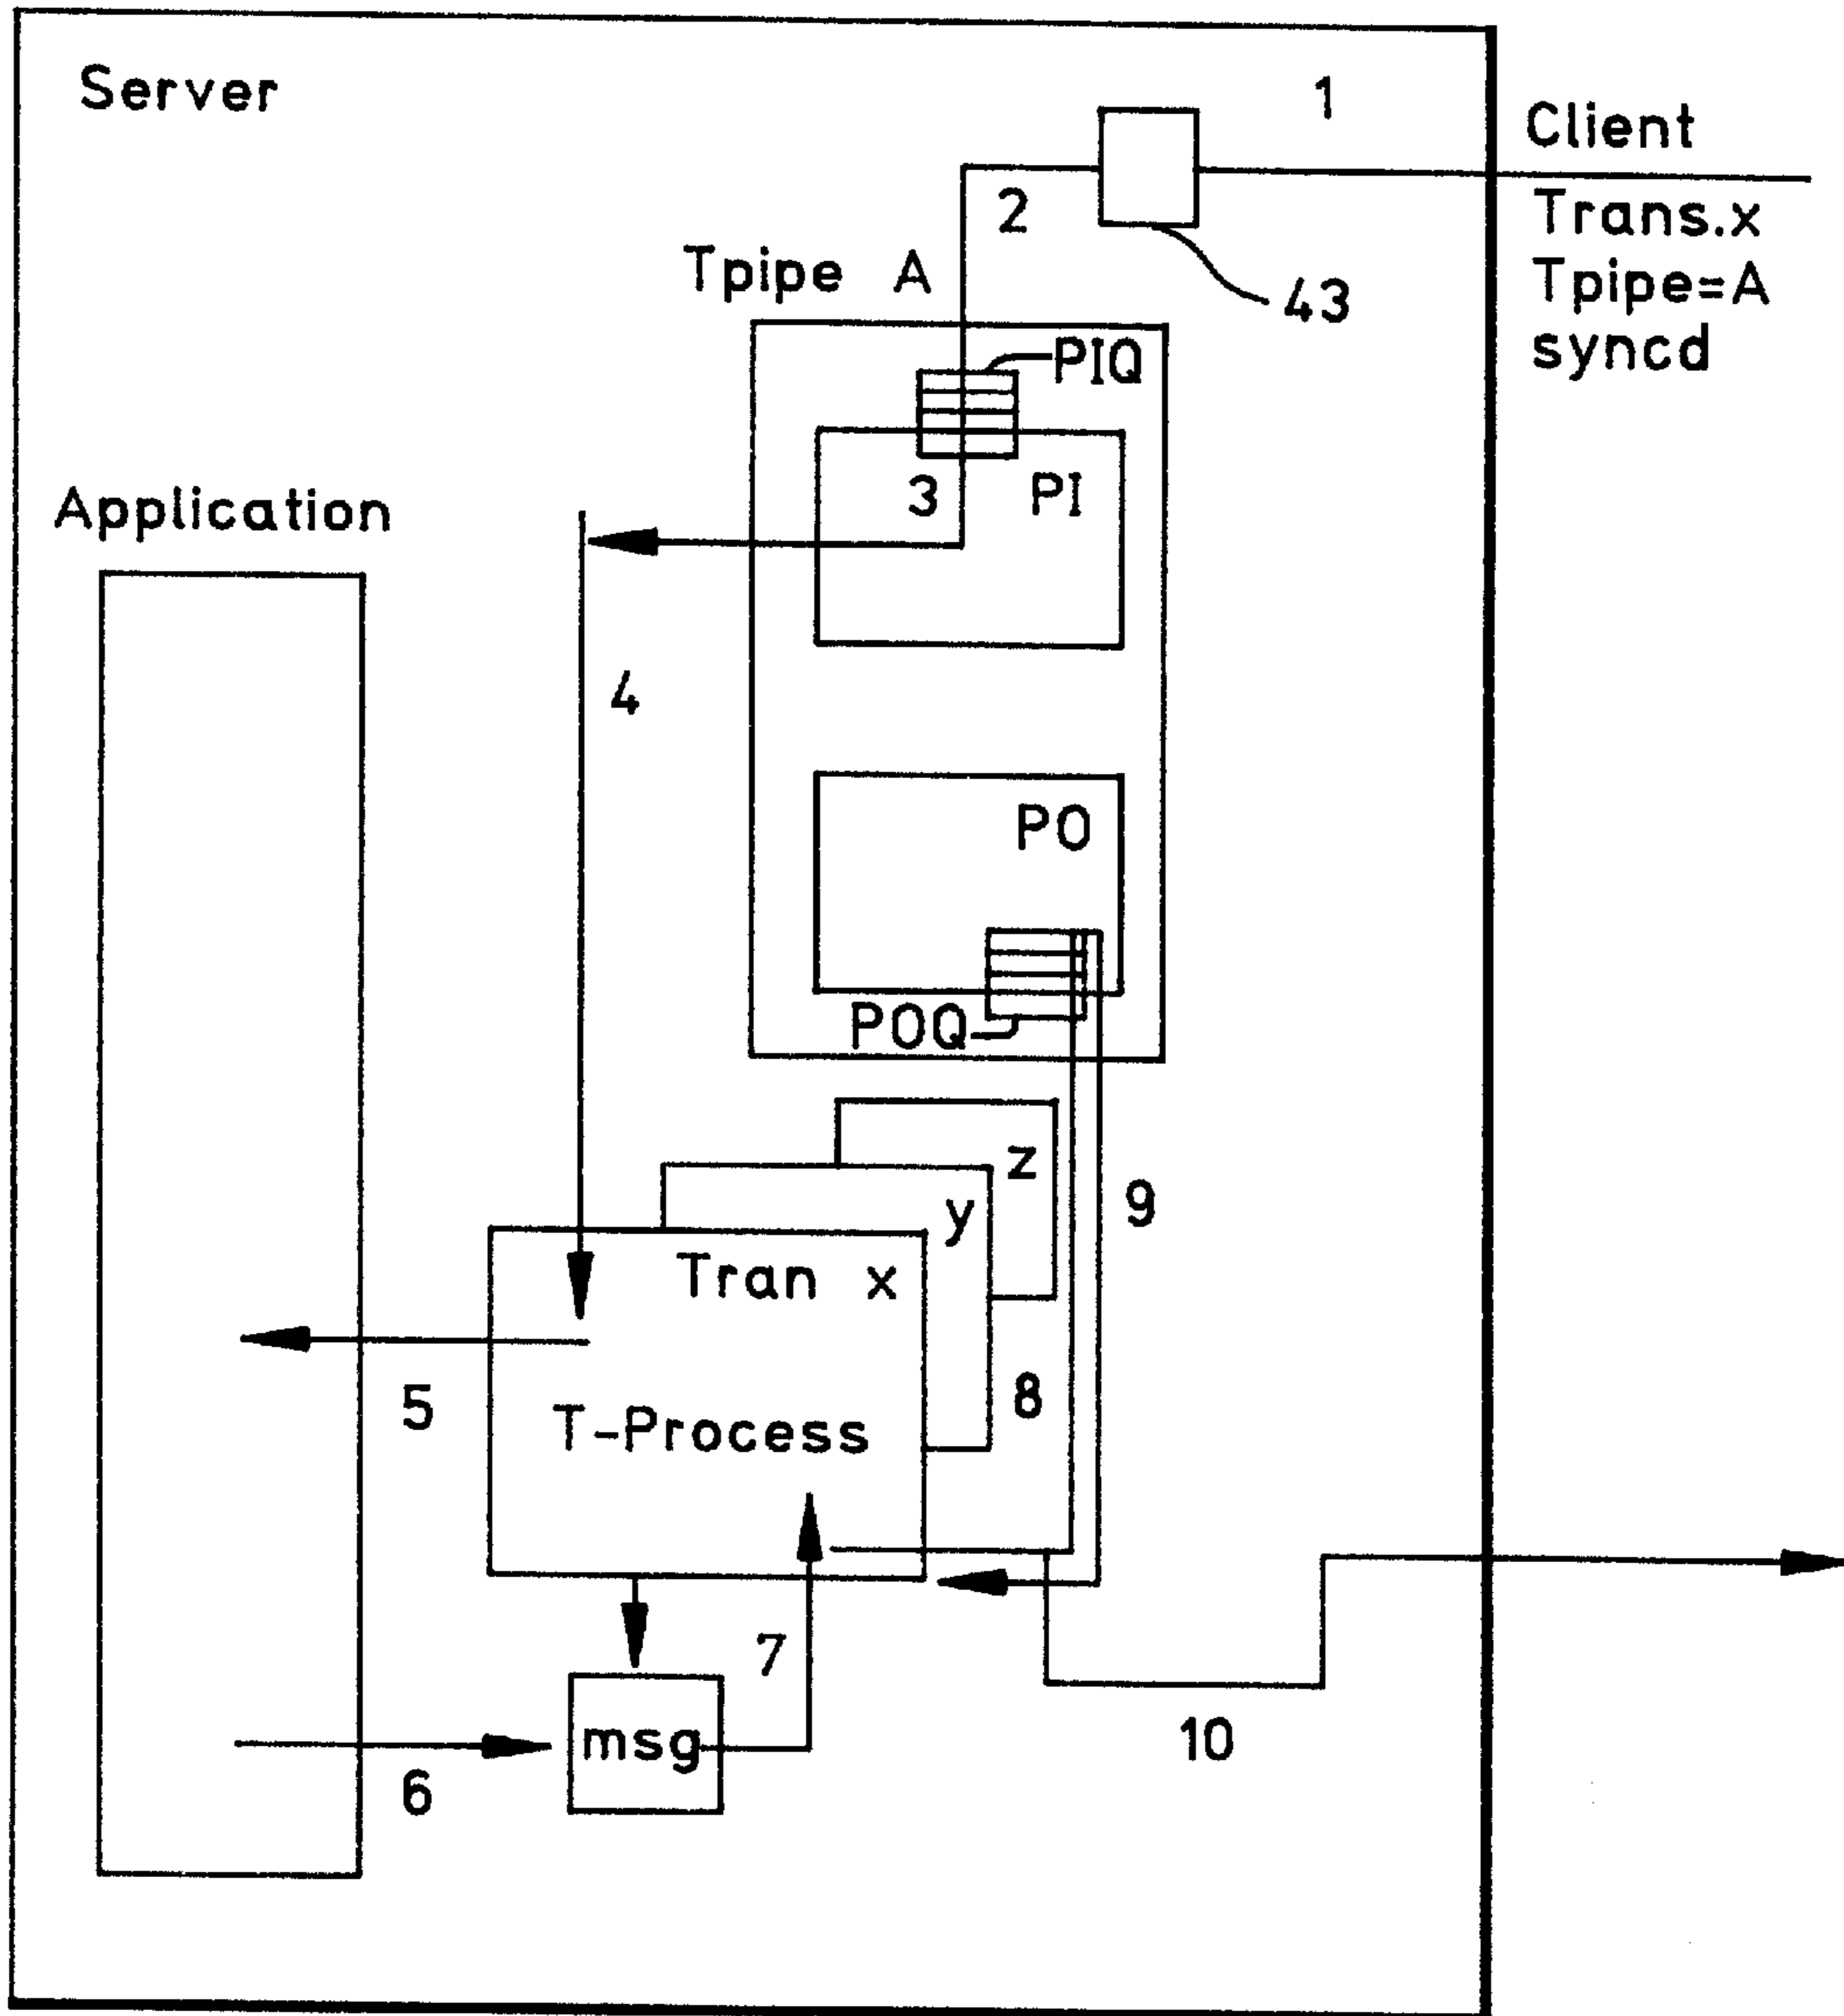 Server
1
Client
Trans.x
Tpipe=A
syncd
2
43
Tpipe A
PIQ
3
PI
Application
4
PO
POQ
z
y
9
Tran x
T-Process
5
8
7
msg
6
10